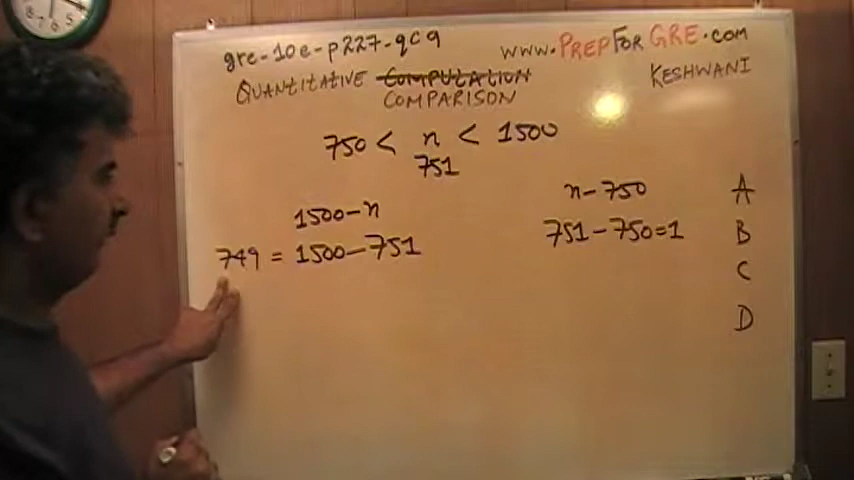 gre-10e-p227-qc9
www.PREPFORGRE.com
QUANTITATIVE COMPUTATION
COMPARISON
KESHWANI
750 < n < 1500
751
1500-n
n-750
A
749 = 1500-751
751-750=1
B
C
D